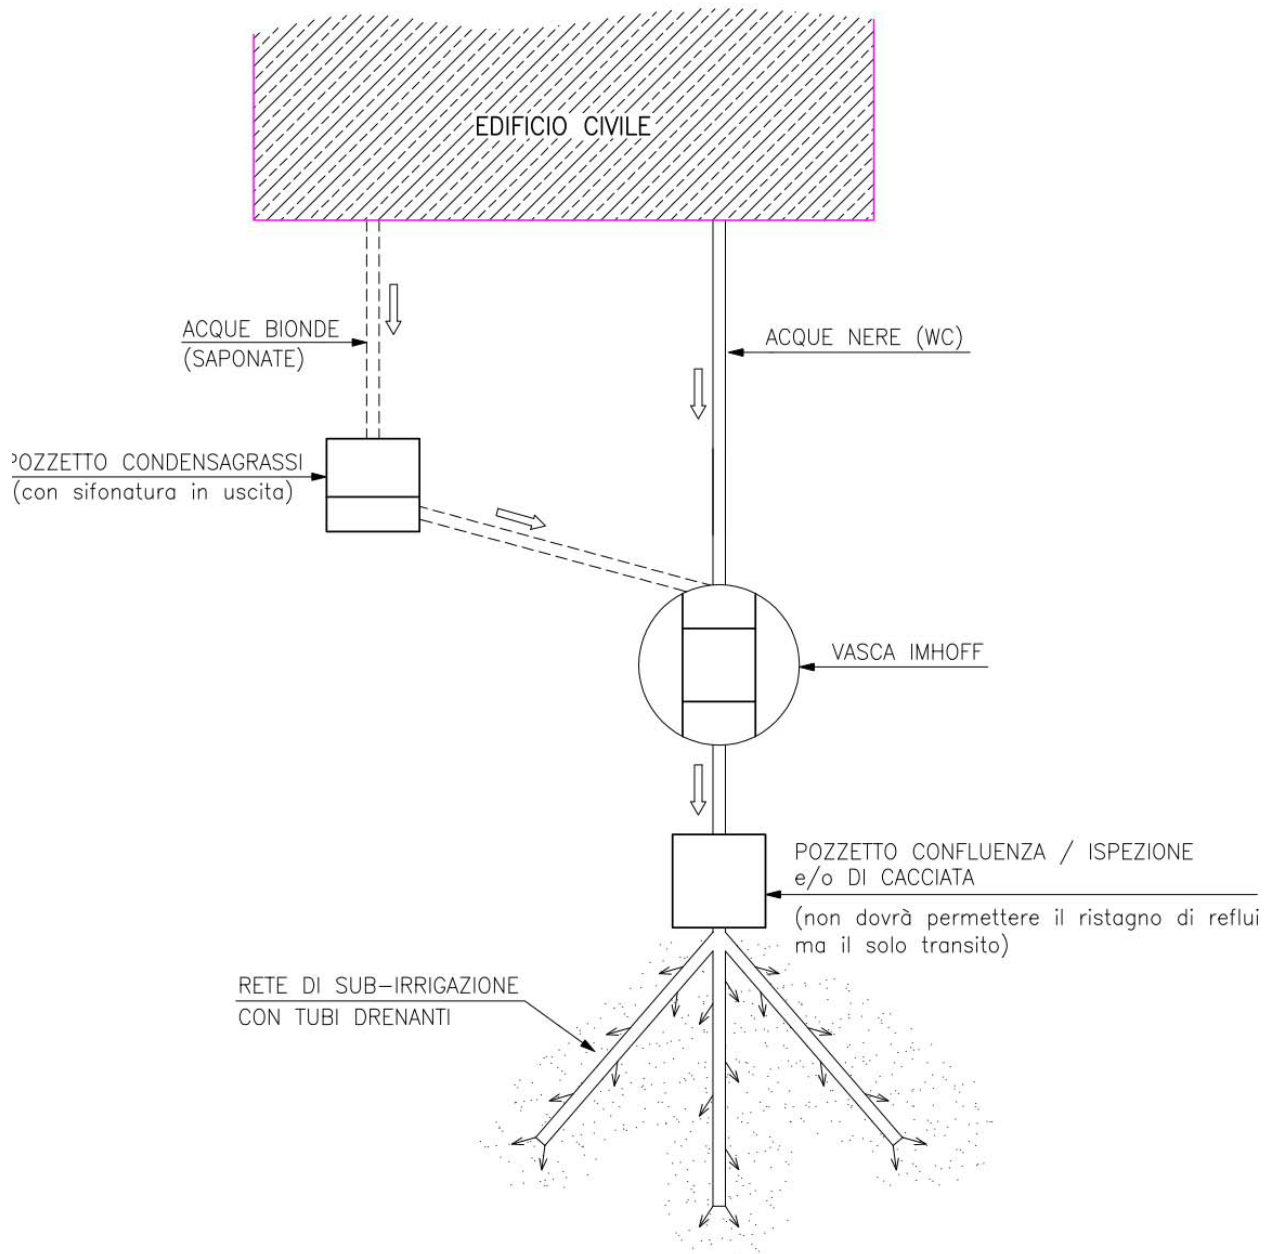 EDIFICIO CIVILE
ACQUE BIONDE
(SAPONATE)
ACQUE NERE (WC)
POZZETTO CONDENSAGRASSI
(con sifonatura in uscita)
VASCA IMHOFF
POZZETTO CONFLUENZA / ISPEZIONE
e/o DI CACCIATA
(non dovrà permettere il ristagno di reflui
ma il solo transito)
RETE DI SUB-IRRIGAZIONE
CON TUBI DRENANTI